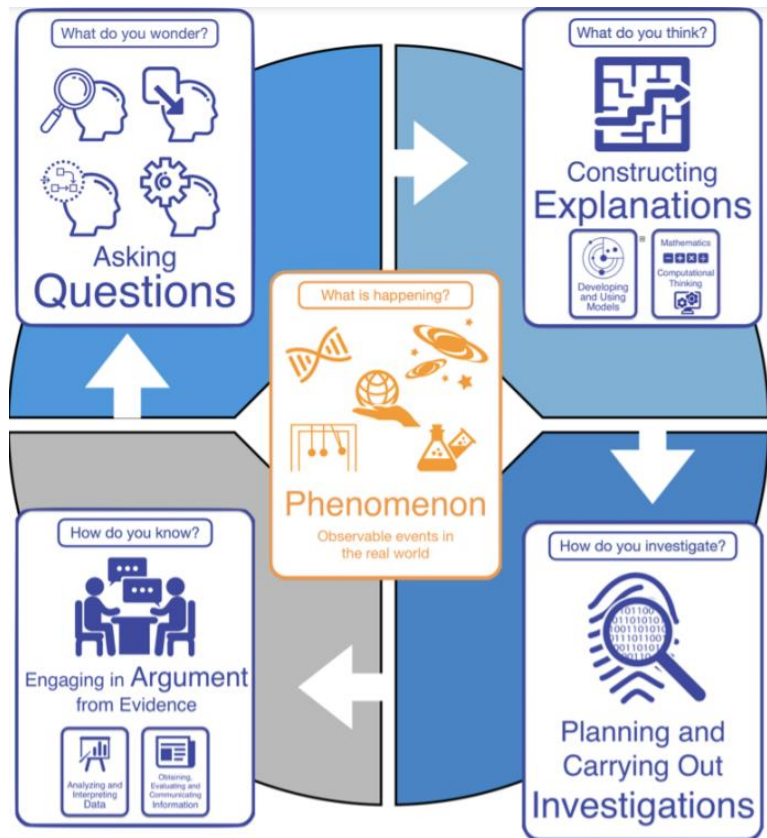 What do you wonder?
Asking
Questions
What do you think?
Constructing
Explanations
Developing
and Using
Models
Mathematics
Computational
Thinking
What is happening?
Phenomenon
Observable events in
the real world
How do you know?
Engaging in Argument
from Evidence
Analyzing and
Interpreting
Data
Obtaining,
Evaluating and
Communicating
Information
How do you investigate?
Planning and
Carrying Out
Investigations